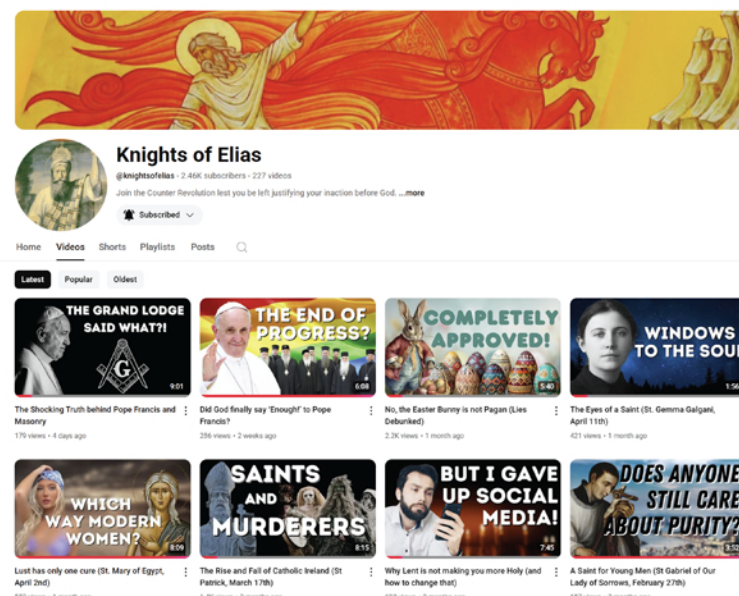 Knights of Elias
@knightsofelias • 2.46K subscribers • 227 videos
Join the Counter Revolution lest you be left justifying your inaction before God. ...more
Subscribed
Home Videos Shorts Playlists Posts
Latest Popular Oldest
THE GRAND LODGE
SAID WHAT?!
G
9:01
The Shocking Truth behind Pope Francis and
Masonry
179 views • 4 days ago
THE END OF
PROGRESS?
6:08
Did God finally say 'Enough!' to Pope
Francis?
286 views • 2 weeks ago
COMPLETELY
APPROVED!
5:40
No, the Easter Bunny is not Pagan (Lies
Debunked)
2.2K views • 1 month ago
WINDOWS
TO THE SOUL
1:56
The Eyes of a Saint (St. Gemma Galgani,
April 11th)
421 views • 1 month ago
WHICH
WAY MODERN
WOMEN?
8:09
Lust has only one cure (St. Mary of Egypt,
April 2nd)
SAINTS
AND
MURDERERS
8:15
The Rise and Fall of Catholic Ireland (St
Patrick, March 17th)
BUT I GAVE
UP SOCIAL
MEDIA!
7:45
Why Lent is not making you more Holy (and
how to change that)
DOES ANYONE
STILL CARE
ABOUT PURITY?
3:52
A Saint for Young Men (St Gabriel of Our
Lady of Sorrows, February 27th)